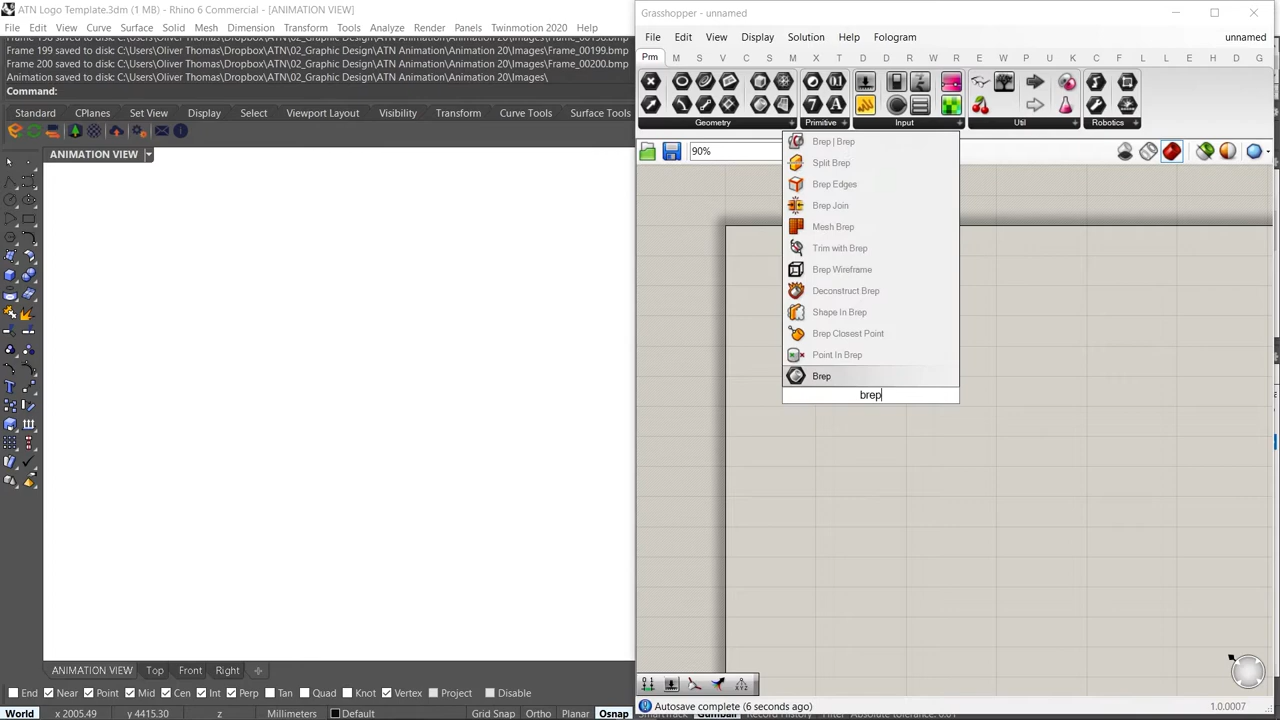 ATN Logo Template.3dm (1 MB) - Rhino 6 Commercial - [ANIMATION VIEW]
File Edit View Curve Surface Solid Mesh Dimension Transform Tools Analyze Render Panels Twinmotion 2020 Help
Frame 199 saved to disk: C:\Users\Oliver Thomas\Dropbox\ATN\02_Graphic Design\ATN Animation\Animation 20\Images\Frame_00199.bmp
Frame 200 saved to disk: C:\Users\Oliver Thomas\Dropbox\ATN\02_Graphic Design\ATN Animation\Animation 20\Images\Frame_00200.bmp
Animation saved to disk: C:\Users\Oliver Thomas\Dropbox\ATN\02_Graphic Design\ATN Animation\Animation 20\Images\
Command:
Standard CPlanes Set View Display Select Viewport Layout Visibility Transform Curve Tools Surface Tools
ANIMATION VIEW
ANIMATION VIEW Top Front Right
End Near Point Mid Cen Int Perp Tan Quad Knot Vertex Project Disable
World x 2005.49 y 4415.30 z Millimeters Default Grid Snap Ortho Planar Osnap
Grasshopper - unnamed
File Edit View Display Solution Help Fologram unnamed
Pm M S V C S M X T D D R W P U K C F L L V D G
Geometry Primitive Input Util Robotics
90%
Brep | Brep
Split Brep
Brep Edges
Brep Join
Mesh Brep
Trim with Brep
Brep Wireframe
Deconstruct Brep
Shape In Brep
Brep Closest Point
Point In Brep
Brep
brep
Autosave complete (6 seconds ago) 1.0.0007